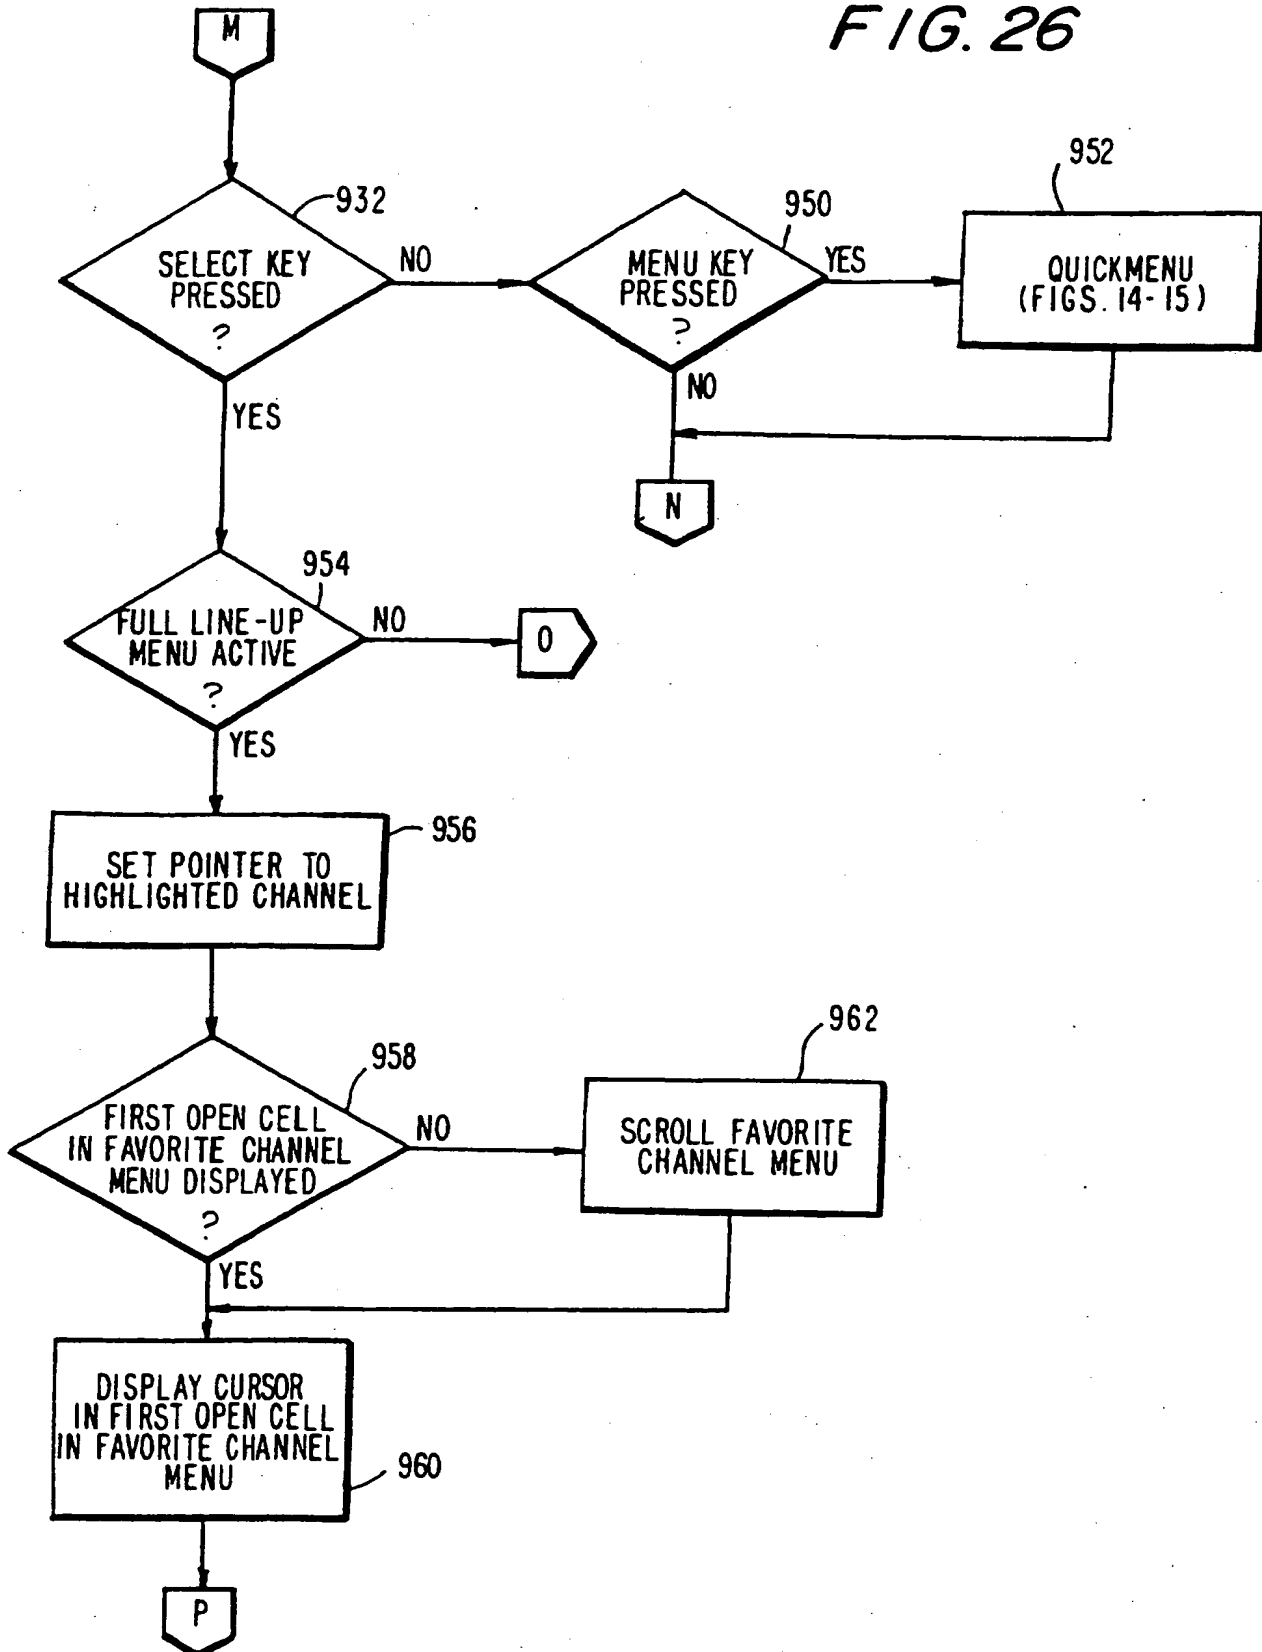 FIG. 26
M
932
SELECT KEY
PRESSED
?
NO
YES
950
MENU KEY
PRESSED
?
YES
NO
952
QUICKMENU
(FIGS. 14-15)
N
954
FULL LINE-UP
MENU ACTIVE
?
NO
O
YES
956
SET POINTER TO
HIGHLIGHTED CHANNEL
958
FIRST OPEN CELL
IN FAVORITE CHANNEL
MENU DISPLAYED
?
NO
962
SCROLL FAVORITE
CHANNEL MENU
YES
DISPLAY CURSOR
IN FIRST OPEN CELL
IN FAVORITE CHANNEL
MENU
960
P